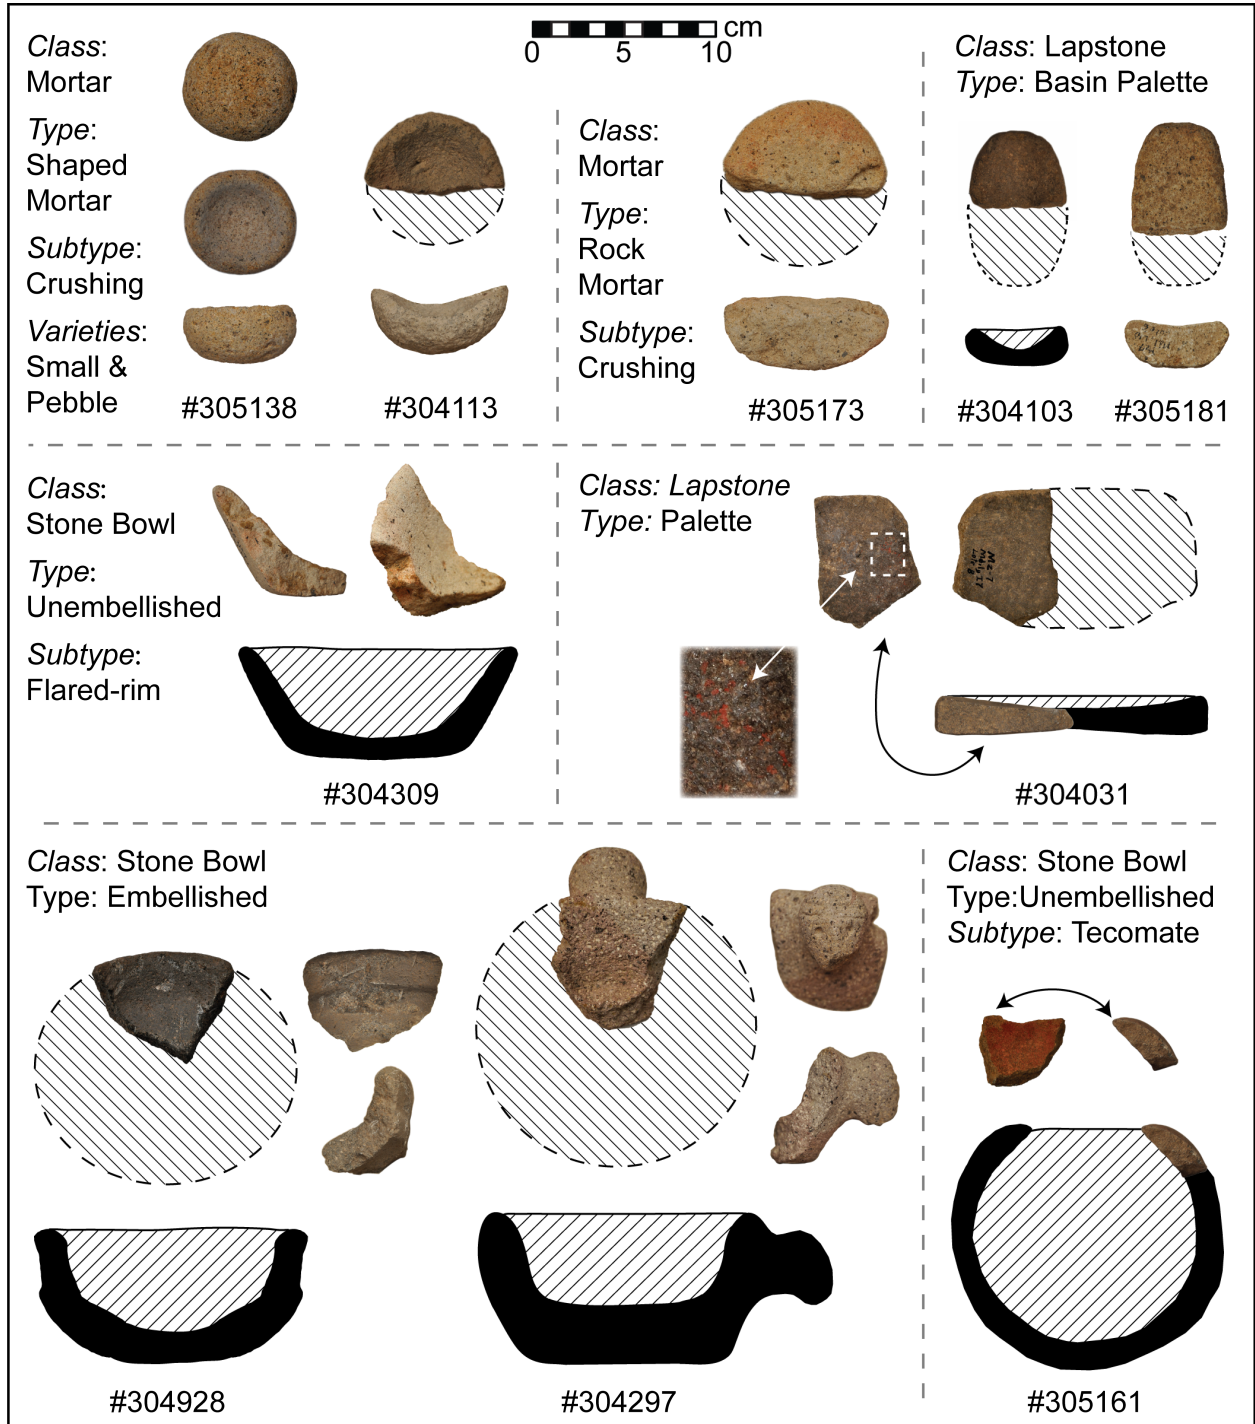 cm
0 5 10
Class:
Mortar
Type:
Shaped
Mortar
Subtype:
Crushing
Varieties:
Small &
Pebble
#305138
#304113
Class:
Mortar
Type:
Rock
Mortar
Subtype:
Crushing
#305173
Class: Lapstone
Type: Basin Palette
#304103
#305181
Class:
Stone Bowl
Type:
Unembellished
Subtype:
Flared-rim
#304309
Class: Lapstone
Type: Palette
Mz-7
#304031
Class: Stone Bowl
Type: Embellished
#304928
#304297
Class: Stone Bowl
Type:Unembellished
Subtype: Tecomate
#305161